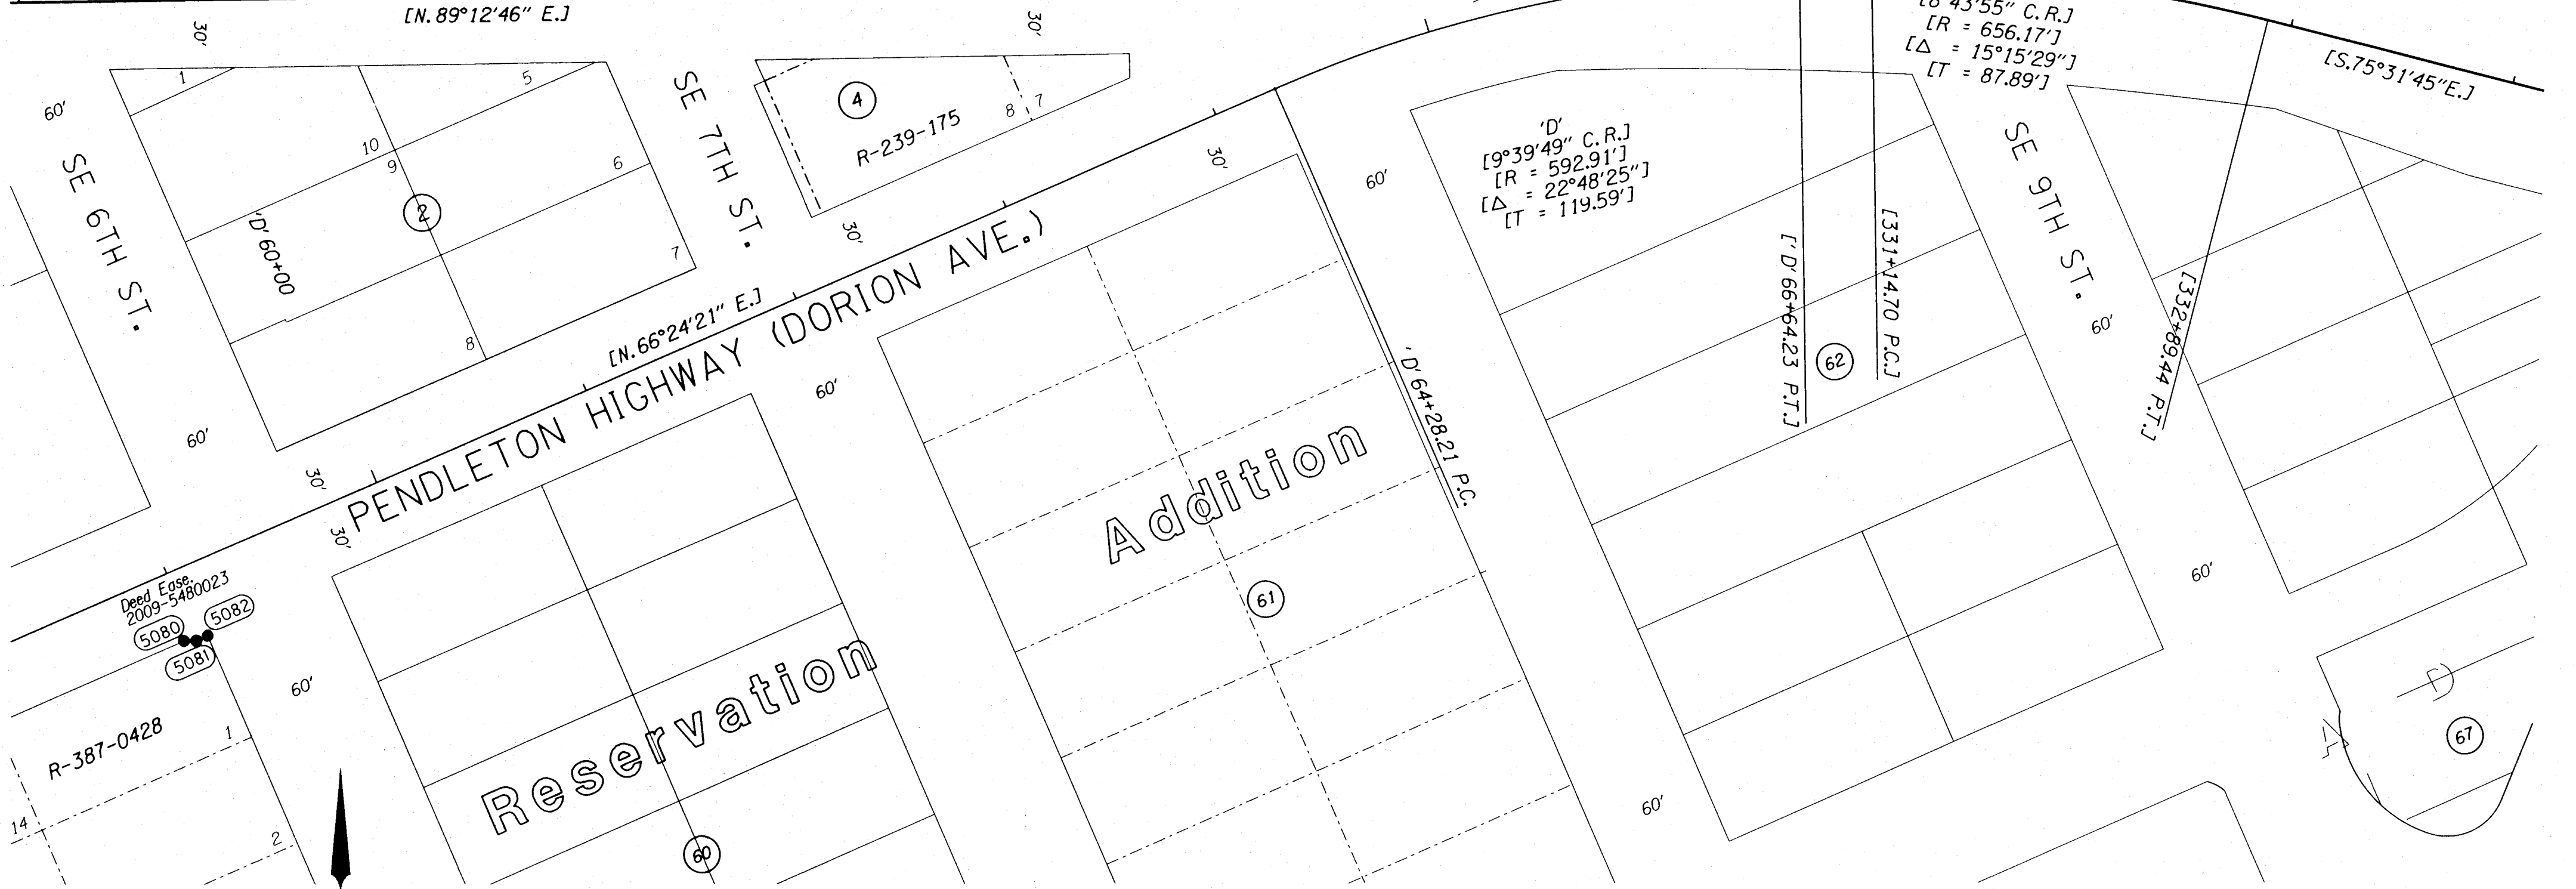 [N.89°12'46" E.]
30'
30'
43'55" C.R.]
[R = 656.17']
[Δ = 15°15'29"]
[T = 87.89']
[S.75°31'45"E.]
60'
1
5
10
9
6
2
7
8
SE 6TH ST.
'D' 60+00
SE 7TH ST.
4
R-239-175
8
7
30'
30'
60'
'D'
[9°39'49" C.R.]
[R = 592.91']
[Δ = 22°48'25"]
[T = 119.59']
['D' 66+64.23 P.T.]
[331+14.70 P.C.]
62
SE 9TH ST.
60'
[332+89.44 P.T.]
[N.66°24'21" E.]
PENDLETON HIGHWAY (DORION AVE.)
60'
60'
30'
30'
'D' 64+28.21 P.C.
Addition
61
Deed Ease.
2009-5480023
5080
5082
5081
60'
Reservation
60
R-387-0428
1
14
2
60'
60'
D)
67